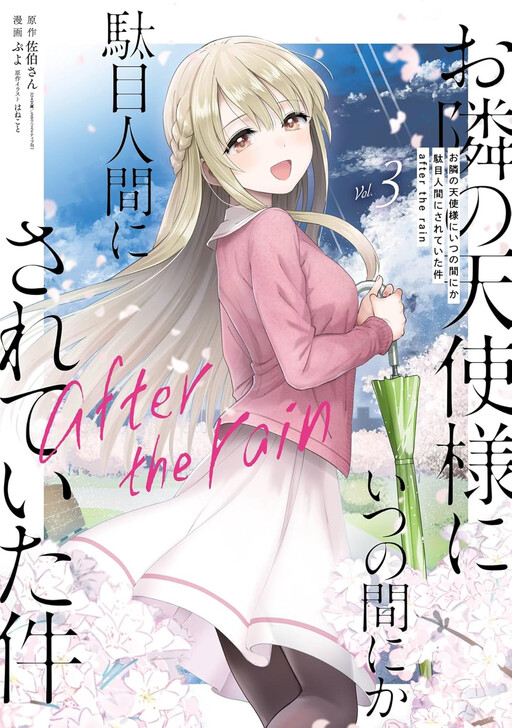 お隣の天使様に
いつの間にか
駄目人間に
されていた件
after
the rain
Vol. 3
お隣の天使様にいつの間にか
駄目人間にされていた件
after the rain
原作 佐伯さん
漫画 ぷよ
原作イラスト はねこと